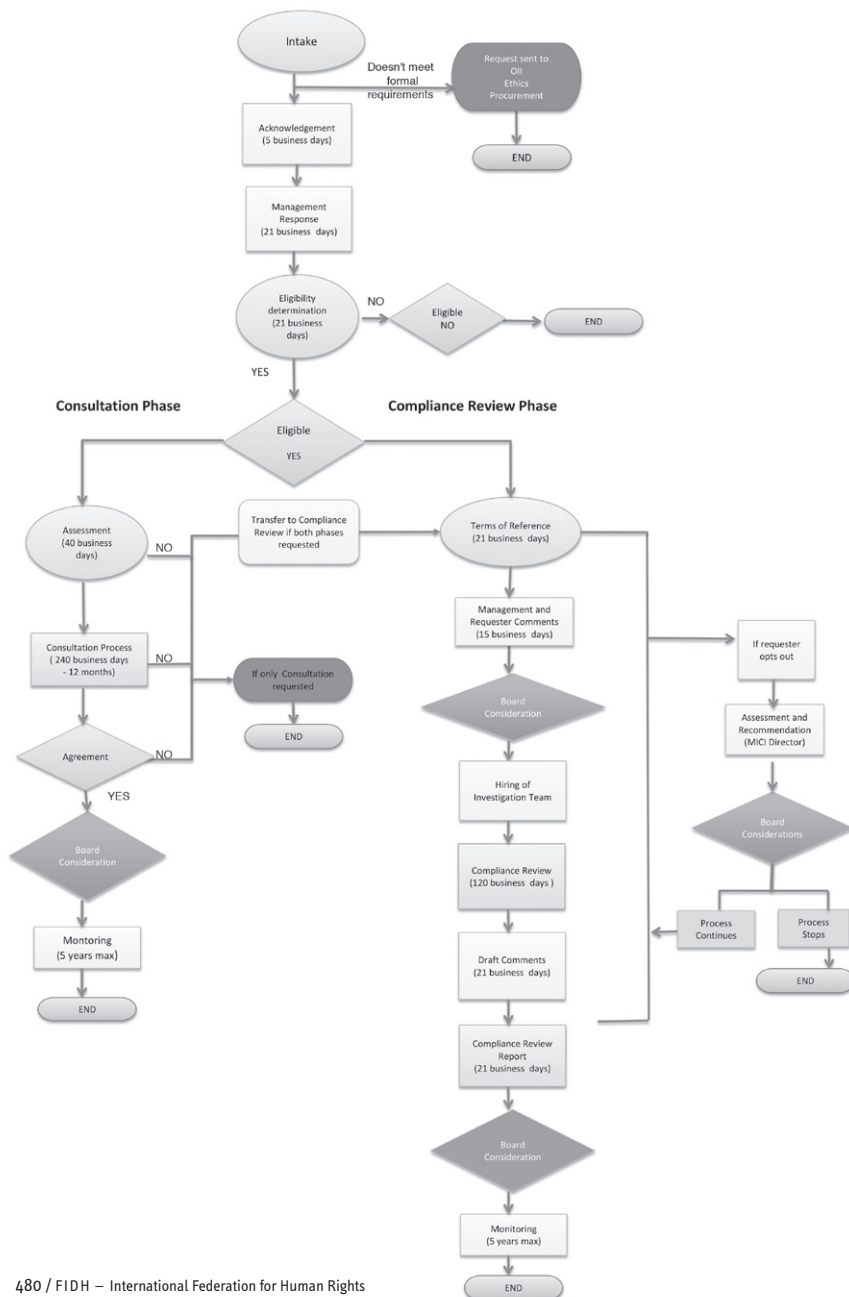 Intake
Doesn't meet
formal
requirements
Request sent to
OII
Ethics
Procurement
END
Acknowledgement
(5 business days)
Management
Response
(21 business days)
Eligibility
determination
(21 business
days)
NO
Eligible
NO
END
YES
Consultation Phase
Compliance Review Phase
Eligible
YES
Assessment
(40 business
days)
NO
Transfer to Compliance
Review if both phases
requested
Terms of Reference
(21 business days)
Consultation Process
( 240 business days
- 12 months)
NO
If only Consultation
requested
END
Agreement
NO
YES
Board
Consideration
Montoring
(5 years max)
END
Management and
Requester Comments
(15 business days)
Board
Consideration
Hiring of
Investigation Team
Compliance Review
(120 business days )
Draft Comments
(21 business days)
Compliance Review
Report
(21 business days)
Board
Consideration
Monitoring
(5 years max)
END
If requester
opts out
Assessment and
Recommendation
(MICI Director)
Board
Considerations
Process
Continues
Process
Stops
END
480 / FIDH – International Federation for Human Rights